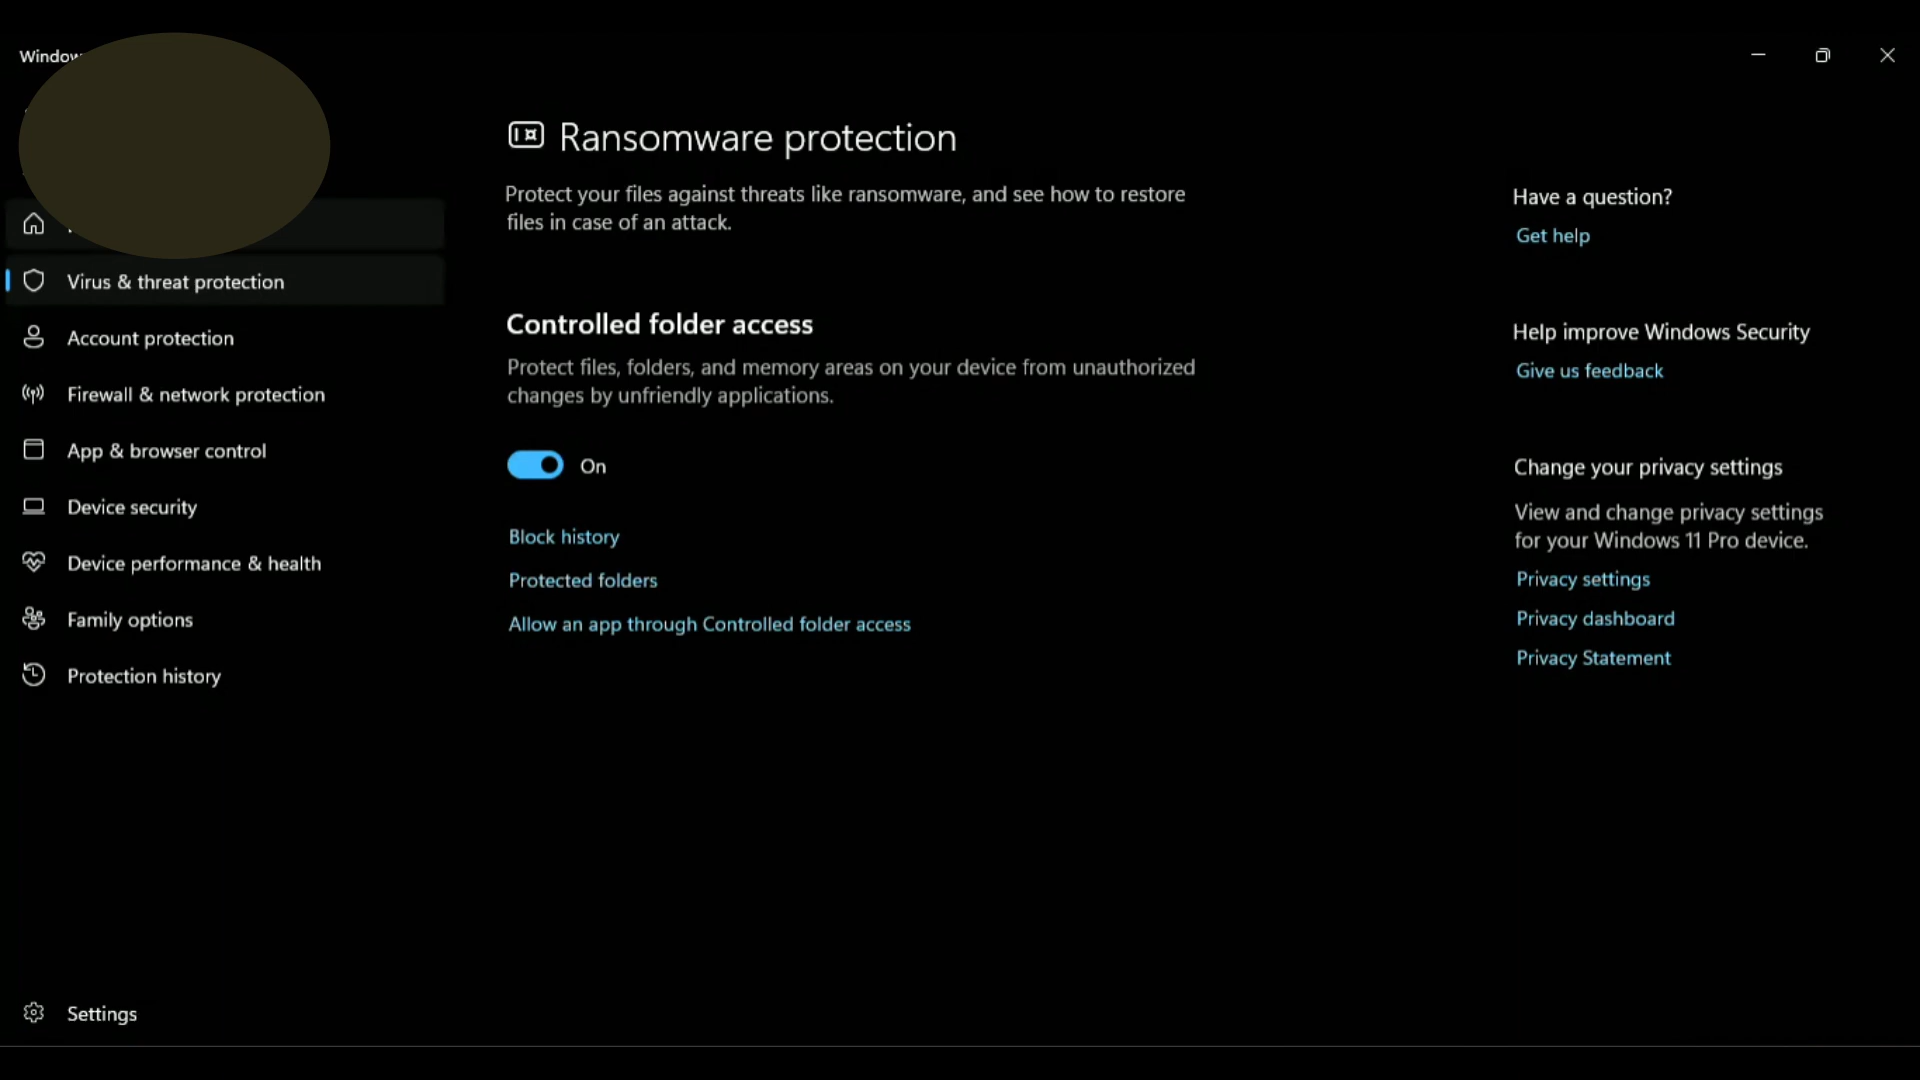 Ransomware protection
Protect your files against threats like ransomware, and see how to restore
files in case of an attack.
Controlled folder access
Protect files, folders, and memory areas on your device from unauthorized
changes by unfriendly applications.
On
Block history
Protected folders
Allow an app through Controlled folder access
Virus & threat protection
Account protection
Firewall & network protection
App & browser control
Device security
Device performance & health
Family options
Protection history
Settings
Have a question?
Get help
Help improve Windows Security
Give us feedback
Change your privacy settings
View and change privacy settings
for your Windows 11 Pro device.
Privacy settings
Privacy dashboard
Privacy Statement